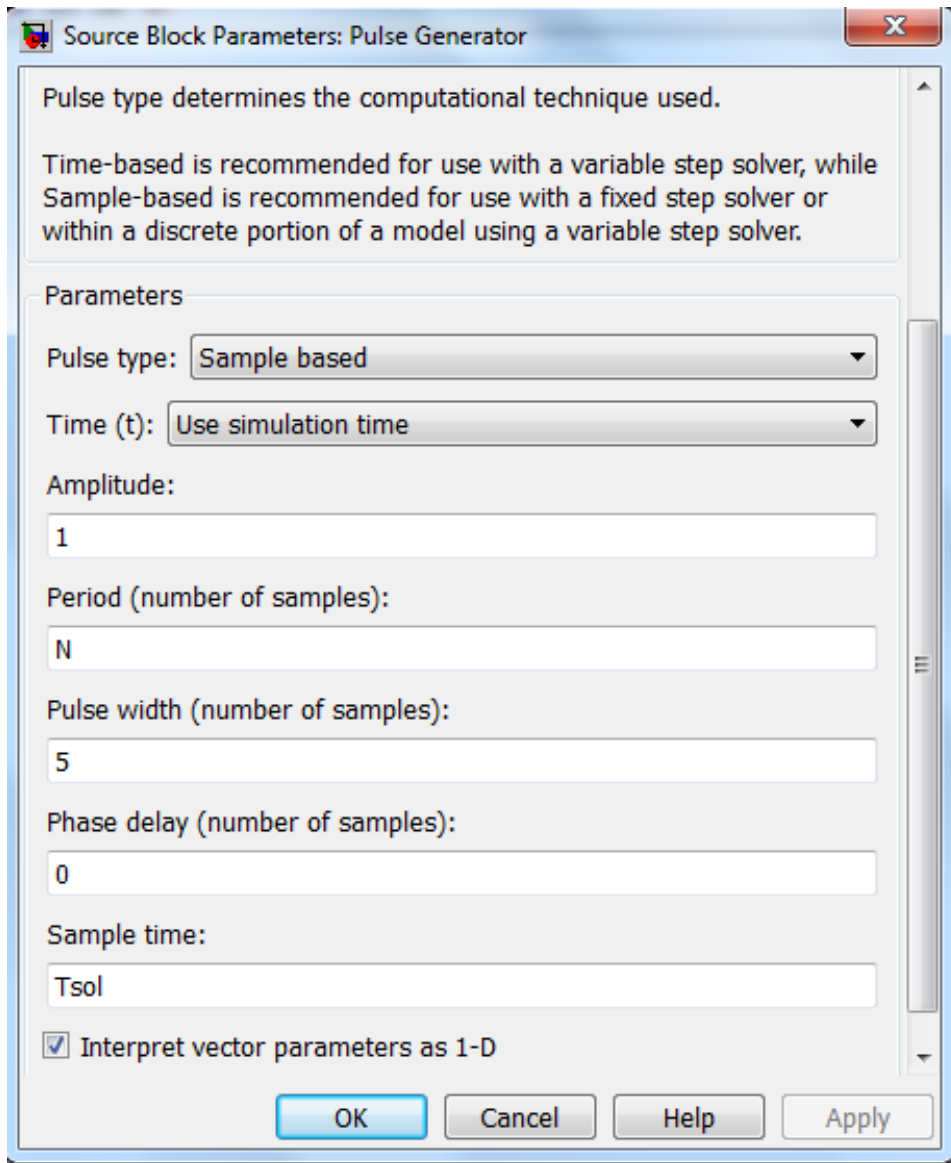 Source Block Parameters: Pulse Generator
X
Pulse type determines the computational technique used.
Time-based is recommended for use with a variable step solver, while
Sample-based is recommended for use with a fixed step solver or
within a discrete portion of a model using a variable step solver.
Parameters
Pulse type: Sample based
Time (t): Use simulation time
Amplitude:
1
Period (number of samples):
N
Pulse width (number of samples):
5
Phase delay (number of samples):
0
Sample time:
Tsol
Interpret vector parameters as 1-D
OK Cancel Help Apply